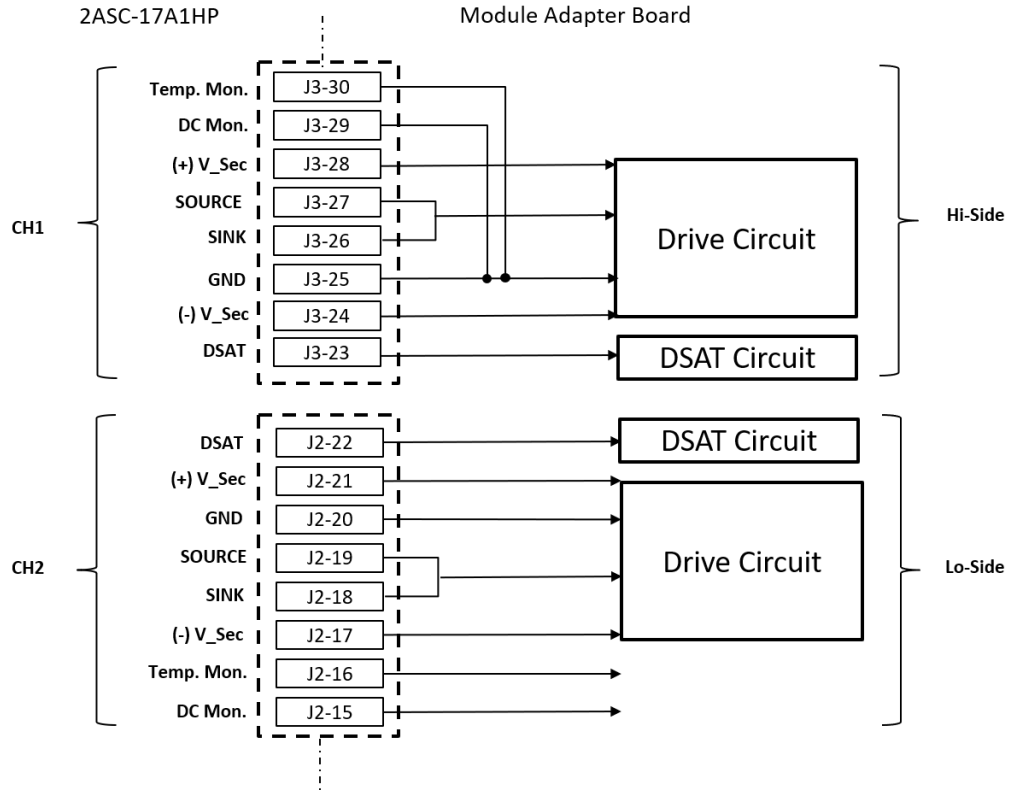 2ASC-17A1HP Module Adapter Board
Temp. Mon. J3-30
DC Mon. J3-29
(+) V_Sec J3-28
SOURCE J3-27
SINK J3-26
GND J3-25
(-) V_Sec J3-24
DSAT J3-23
CH1
Drive Circuit
DSAT Circuit
Hi-Side
DSAT J2-22
(+) V_Sec J2-21
GND J2-20
SOURCE J2-19
SINK J2-18
(-) V_Sec J2-17
Temp. Mon. J2-16
DC Mon. J2-15
CH2
DSAT Circuit
Drive Circuit
Lo-Side